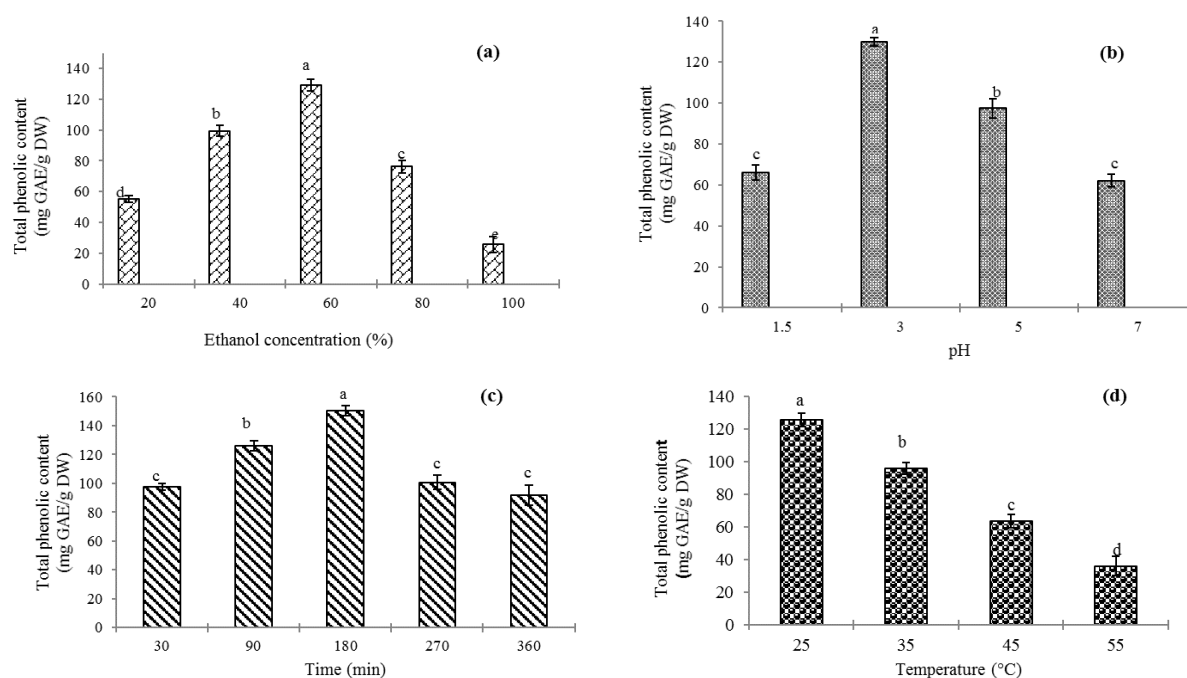 (a)
Total phenolic content
(mg GAE/g DW)
140
120
100
80
60
40
20
0
d
b
a
c
e
20 40 60 80 100
Ethanol concentration (%)
(b)
Total phenolic content
(mg GAE/g DW)
140
120
100
80
60
40
20
0
c
a
b
c
1.5 3 5 7
pH
(c)
Total phenolic content
(mg GAE/g DW)
160
140
120
100
80
60
40
20
0
c
b
a
c
c
30 90 180 270 360
Time (min)
(d)
Total phenolic content
(mg GAE/g DW)
140
120
100
80
60
40
20
0
a
b
c
d
25 35 45 55
Temperature (°C)